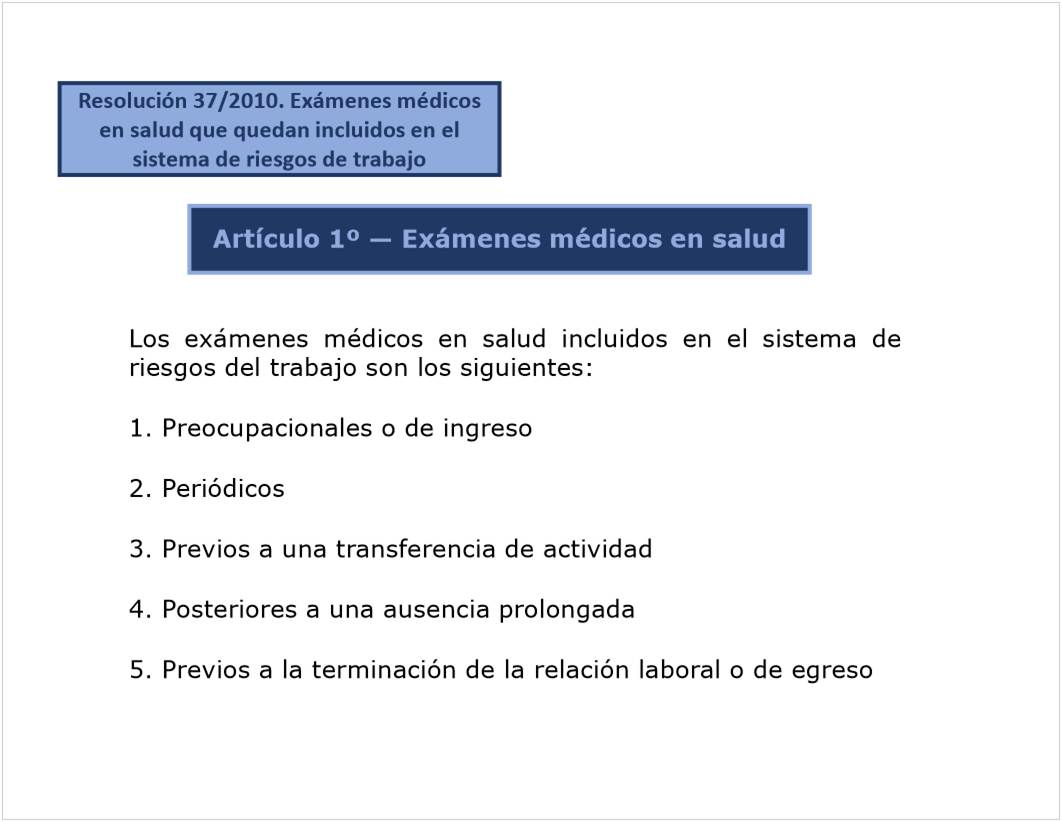 Resolución 37/2010. Exámenes médicos
en salud que quedan incluidos en el
sistema de riesgos de trabajo
Artículo 1º — Exámenes médicos en salud
Los exámenes médicos en salud incluidos en el sistema de
riesgos del trabajo son los siguientes:
1. Preocupacionales o de ingreso
2. Periódicos
3. Previos a una transferencia de actividad
4. Posteriores a una ausencia prolongada
5. Previos a la terminación de la relación laboral o de egreso